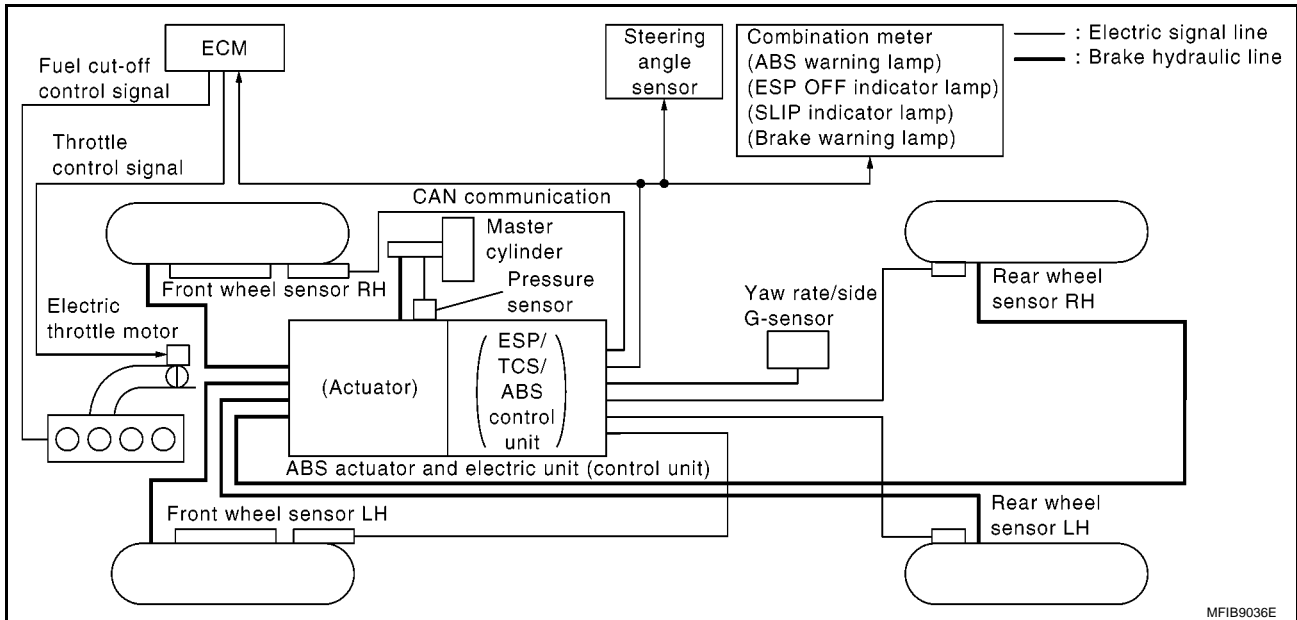 ECM
Fuel cut-off
control signal
Throttle
control signal
Steering
angle
sensor
Combination meter
(ABS warning lamp)
(ESP OFF indicator lamp)
(SLIP indicator lamp)
(Brake warning lamp)
: Electric signal line
: Brake hydraulic line
CAN communication
Master
cylinder
Front wheel sensor RH
Pressure
sensor
Electric
throttle motor
Yaw rate/side
G-sensor
Rear wheel
sensor RH
(Actuator)
(ESP/
TCS/
ABS
control
unit)
ABS actuator and electric unit (control unit)
Front wheel sensor LH
Rear wheel
sensor LH
MFIB9036E